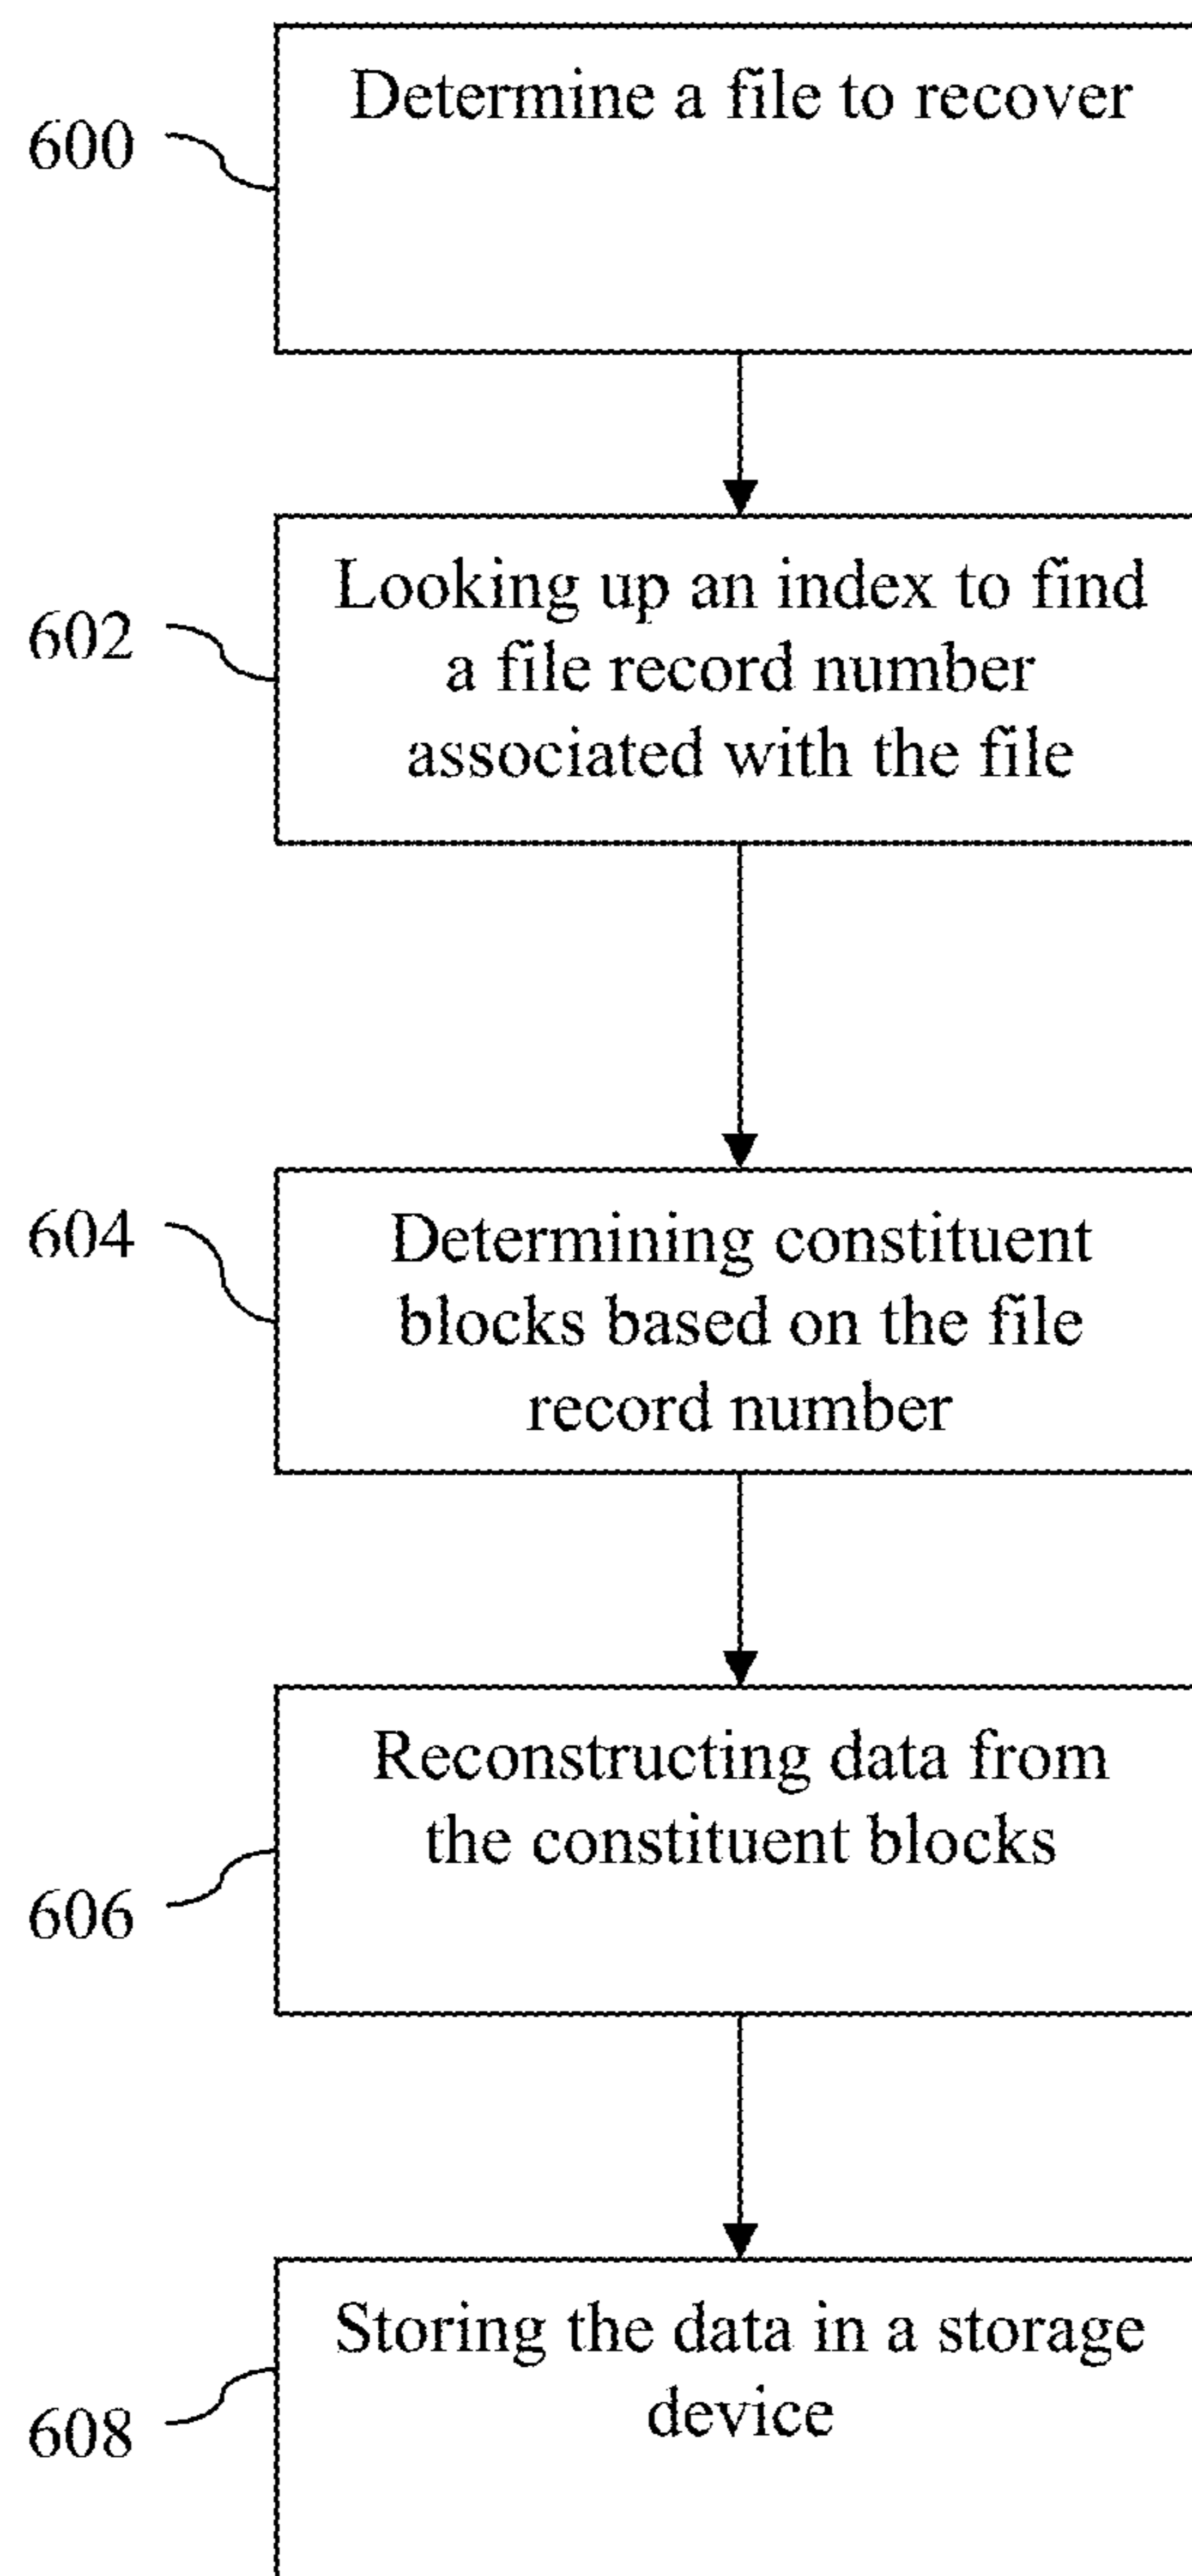 Determine a file to recover
600
Looking up an index to find
a file record number
associated with the file
602
Determining constituent
blocks based on the file
record number
604
Reconstructing data from
the constituent blocks
606
Storing the data in a storage
device
608